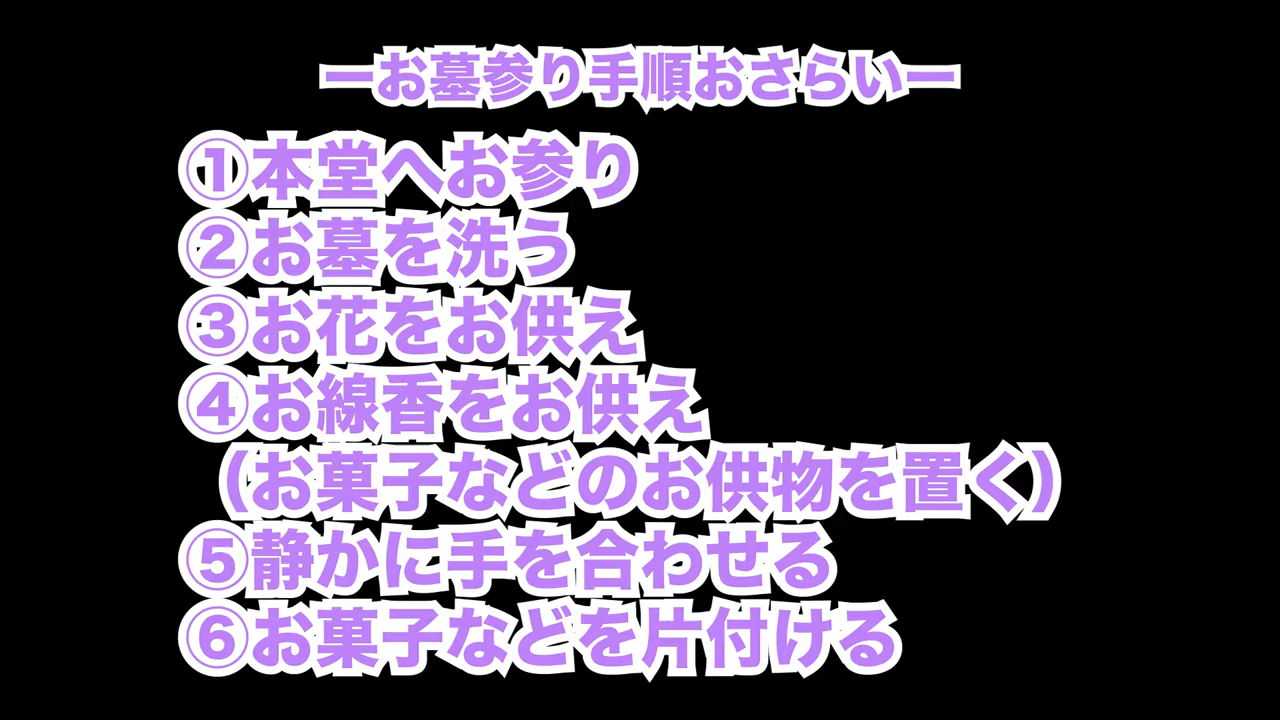 ーお墓参り手順おさらいー
①本堂へお参り
②お墓を洗う
③お花をお供え
④お線香をお供え
（お菓子などのお供物を置く）
⑤静かに手を合わせる
⑥お菓子などを片付ける